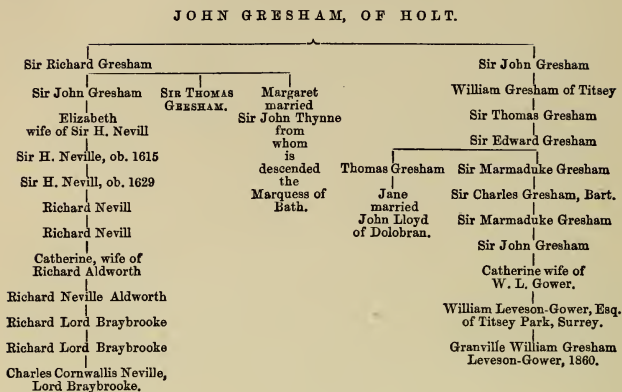 JOHN GRESHAM, OF HOLT.
Sir Richard Gresham
Sir John Gresham
Elizabeth
wife of Sir H. Nevill
Sir H. Neville, ob. 1615
Sir H. Nevill, ob. 1629
Richard Nevill
Richard Nevill
Catherine, wife of
Richard Aldworth
Richard Neville Aldworth
Richard Lord Braybrooke
Richard Lord Braybrooke
Charles Cornwallis Neville,
Lord Braybrooke.
SIR THOMAS
GRESHAM.
Margaret
married
Sir John Thynne
from
whom
is
descended
the
Marquess of
Bath.
Sir John Gresham
William Gresham of Titsey
Sir Thomas Gresham
Sir Edward Gresham
Thomas Gresham
Jane
married
John Lloyd
of Dolobran.
Sir Marmaduke Gresham
Sir Charles Gresham, Bart.
Sir Marmaduke Gresham
Sir John Gresham
Catherine wife of
W. L. Gower.
William Leveson-Gower, Esq.
of Titsey Park, Surrey.
Granville William Gresham
Leveson-Gower, 1860.